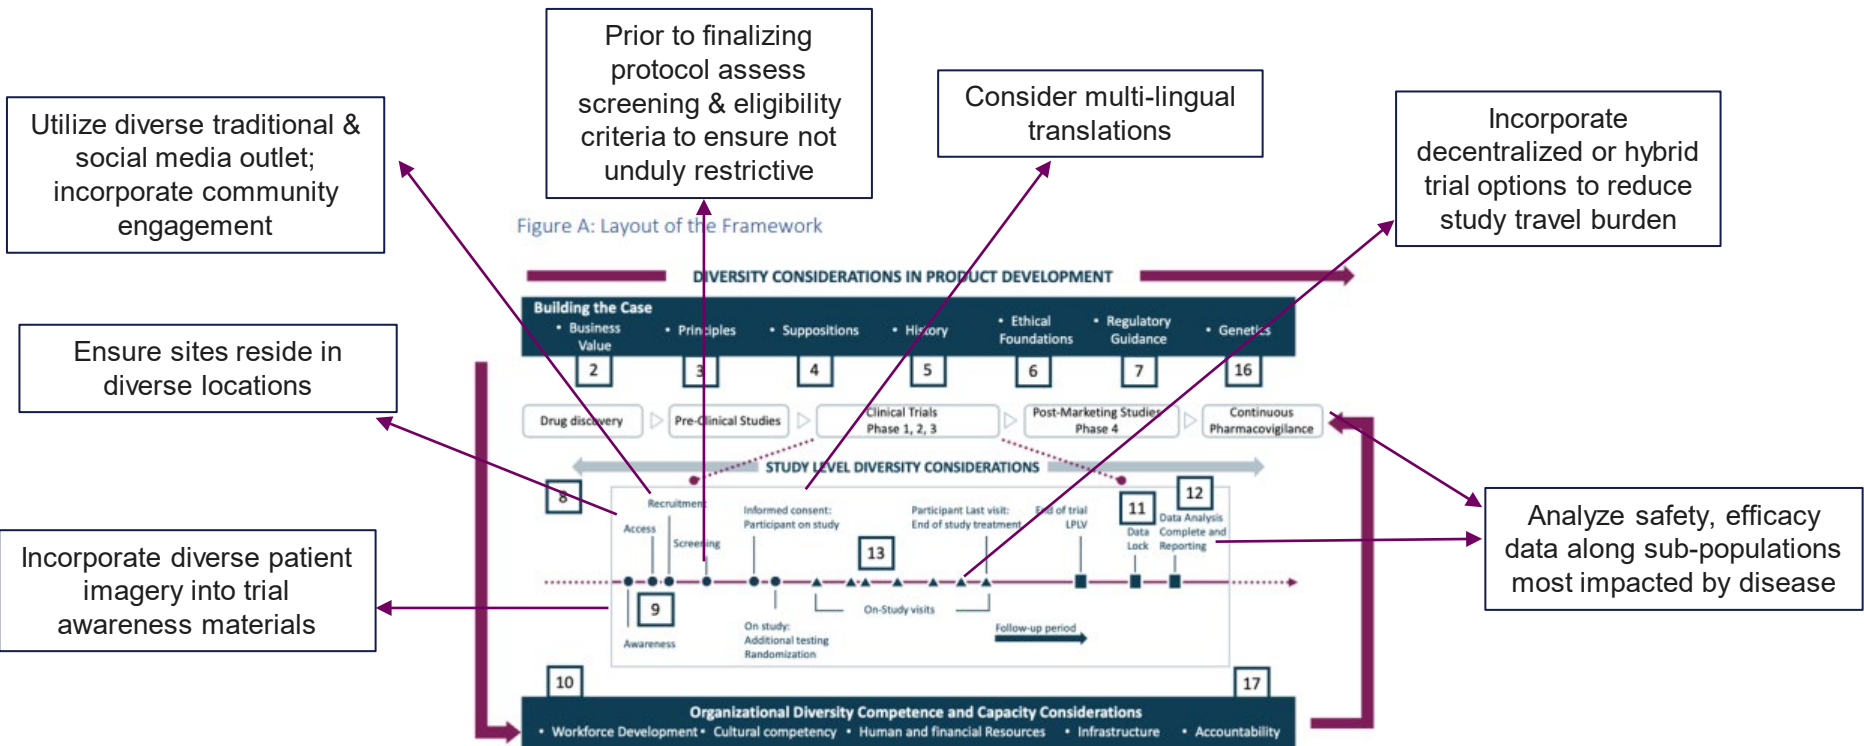 Prior to finalizing
protocol assess
screening & eligibility
criteria to ensure not
unduly restrictive
Consider multi-lingual
translations
Utilize diverse traditional &
social media outlet;
incorporate community
engagement
Incorporate
decentralized or hybrid
trial options to reduce
study travel burden
Figure A: Layout of the Framework
DIVERSITY CONSIDERATIONS IN PRODUCT DEVELOPMENT
Building the Case
• Business
Value
• Principles
• Suppositions
• History
• Ethical
Foundations
• Regulatory
Guidance
• Genetics
2
3
4
5
6
7
16
Ensure sites reside in
diverse locations
Drug discovery
Pre-Clinical Studies
Clinical Trials
Phase 1, 2, 3
Post-Marketing Studies
Phase 4
Continuous
Pharmacovigilance
STUDY LEVEL DIVERSITY CONSIDERATIONS
8
Recruitment
Access
Screening
Informed consent:
Participant on study
13
Participant Last visit:
End of study treatment
End of trial
LPLV
11
Data
Lock
12
Data Analysis
Complete and
Reporting
Analyze safety, efficacy
data along sub-populations
most impacted by disease
Incorporate diverse patient
imagery into trial
awareness materials
9
Awareness
On study:
Additional testing
Randomization
On-Study visits
Follow-up period
10
17
Organizational Diversity Competence and Capacity Considerations
• Workforce Development • Cultural competency • Human and financial Resources • Infrastructure • Accountability